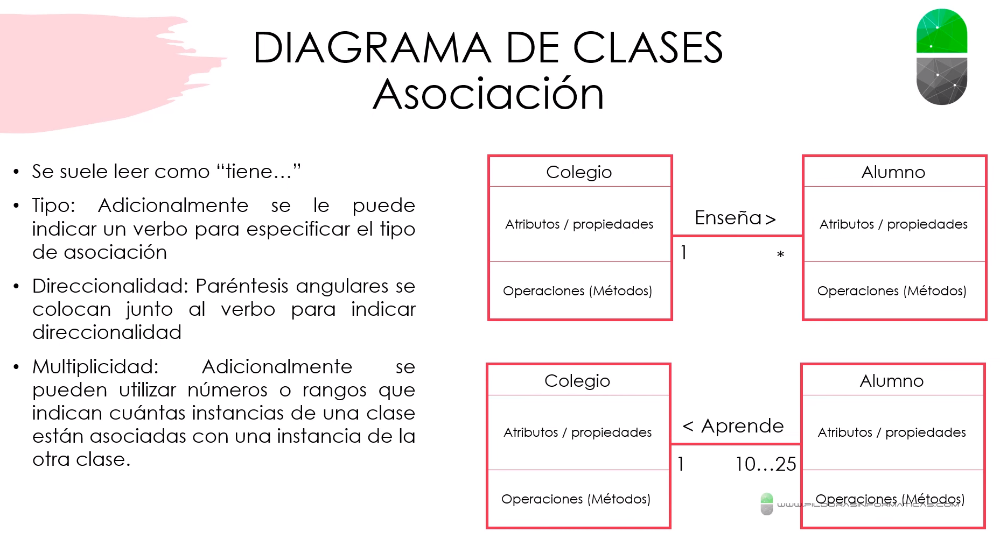 DIAGRAMA DE CLASES
Asociación
• Se suele leer como “tiene…”
• Tipo: Adicionalmente se le puede
indicar un verbo para especificar el tipo
de asociación
• Direccionalidad: Paréntesis angulares se
colocan junto al verbo para indicar
direccionalidad
• Multiplicidad: Adicionalmente se
pueden utilizar números o rangos que
indican cuántas instancias de una clase
están asociadas con una instancia de la
otra clase.
Colegio
Atributos / propiedades
Operaciones (Métodos)
Enseña >
1 *
Alumno
Atributos / propiedades
Operaciones (Métodos)
Colegio
Atributos / propiedades
Operaciones (Métodos)
< Aprende
1 10…25
Alumno
Atributos / propiedades
Operaciones (Métodos)
WWW.PILDORASINFORMATICAS.COM